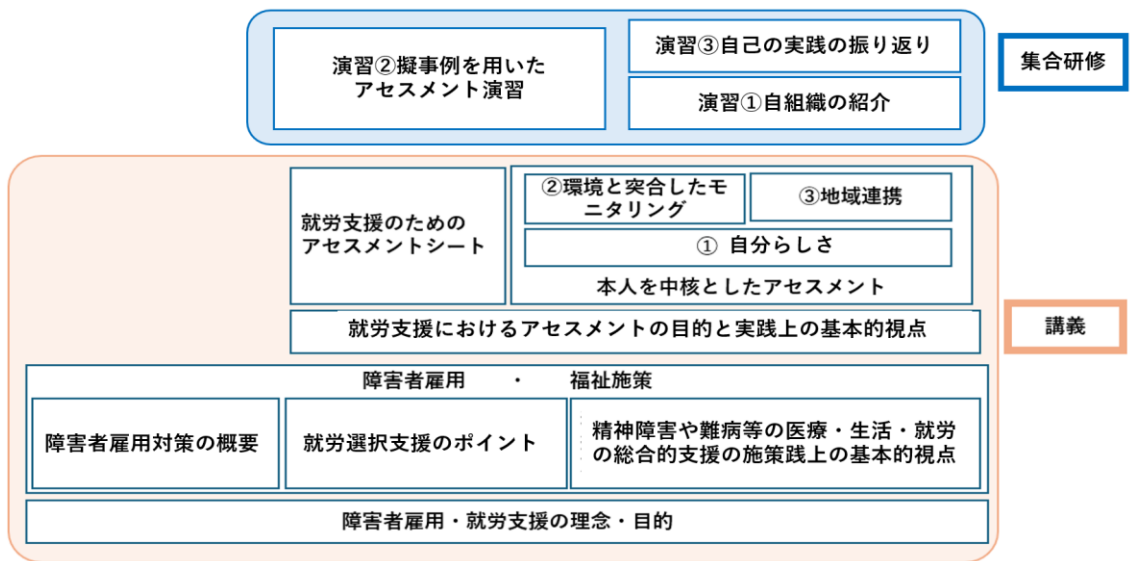 演習②擬事例を用いた
アセスメント演習
演習③自己の実践の振り返り
演習①自組織の紹介
集合研修
就労支援のための
アセスメントシート
②環境と突合したモ
ニタリング
③地域連携
① 自分らしさ
本人を中核としたアセスメント
就労支援におけるアセスメントの目的と実践上の基本的視点
講義
障害者雇用 ・ 福祉施策
障害者雇用対策の概要
就労選択支援のポイント
精神障害や難病等の医療・生活・就労
の総合的支援の施策践上の基本的視点
障害者雇用・就労支援の理念・目的